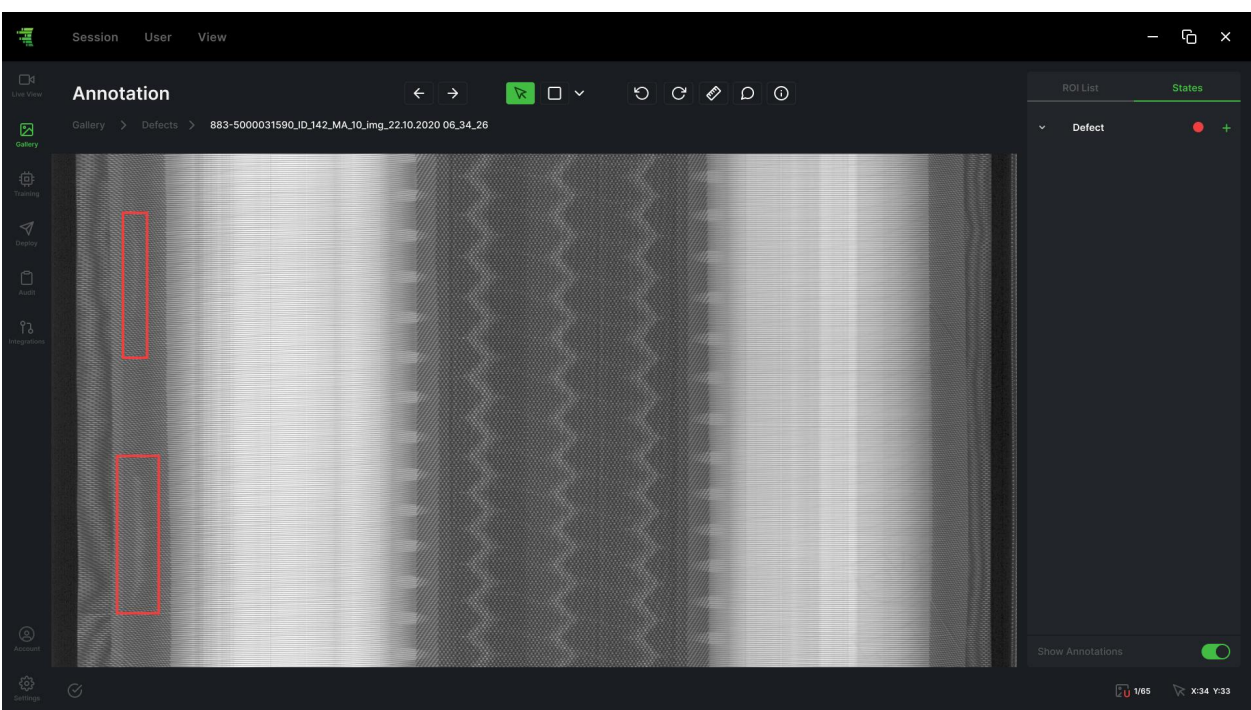 Session User View
Live View
Gallery
Training
Deploy
Audit
Integrations
Account
Settings
Annotation
Gallery > Defects > 883-5000031590_ID_142_MA_10_img_22.10.2020 06_34_26
ROI List States
Defect
Show Annotations
1/65 X:34 Y:33